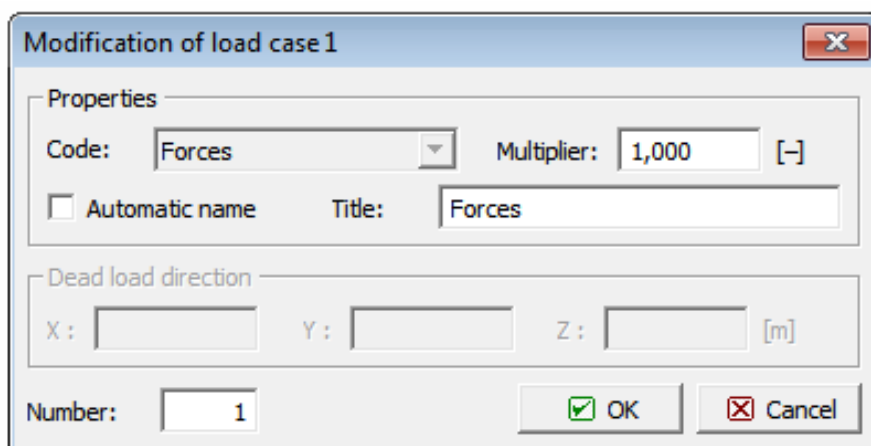 Modification of load case 1
Properties
Code: Forces Multiplier: 1,000 [–]
Automatic name Title: Forces
Dead load direction
X : Y : Z : [m]
Number: 1 OK Cancel